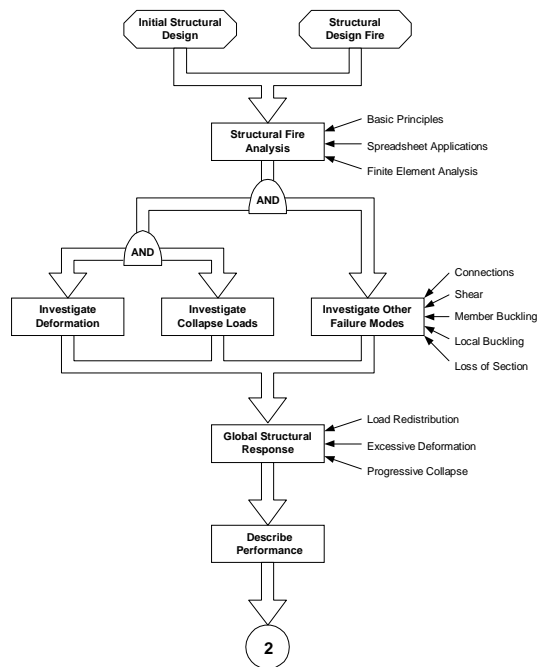 Initial Structural
Design
Structural
Design Fire
Structural Fire
Analysis
Basic Principles
Spreadsheet Applications
Finite Element Analysis
AND
AND
Investigate
Deformation
Investigate
Collapse Loads
Investigate Other
Failure Modes
Connections
Shear
Member Buckling
Local Buckling
Loss of Section
Global Structural
Response
Load Redistribution
Excessive Deformation
Progressive Collapse
Describe
Performance
2